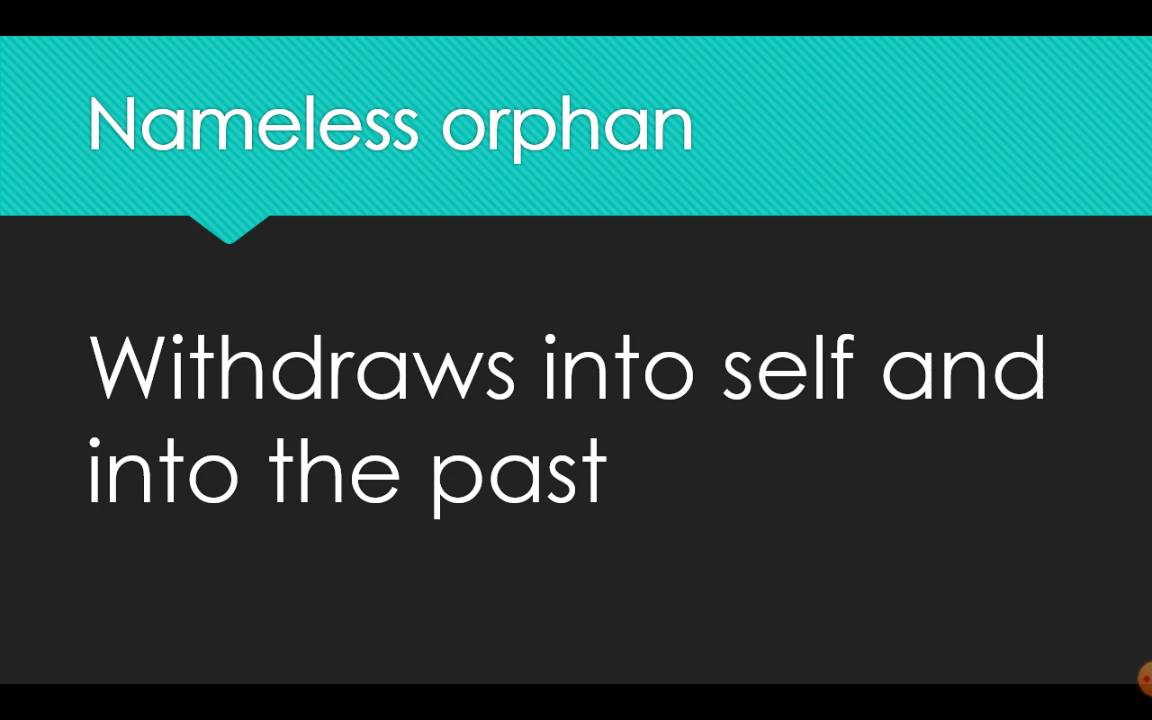 Nameless orphan
Withdraws into self and
into the past